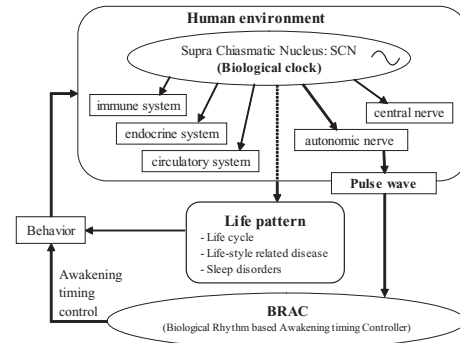 Human environment
Supra Chiasmatic Nucleus: SCN
(Biological clock)
immune system
central nerve
endocrine system
autonomic nerve
circulatory system
Pulse wave
Life pattern
- Life cycle
- Life-style related disease
- Sleep disorders
Behavior
Awakening
timing
control
BRAC
(Biological Rhythm based Awakening timing Controller)